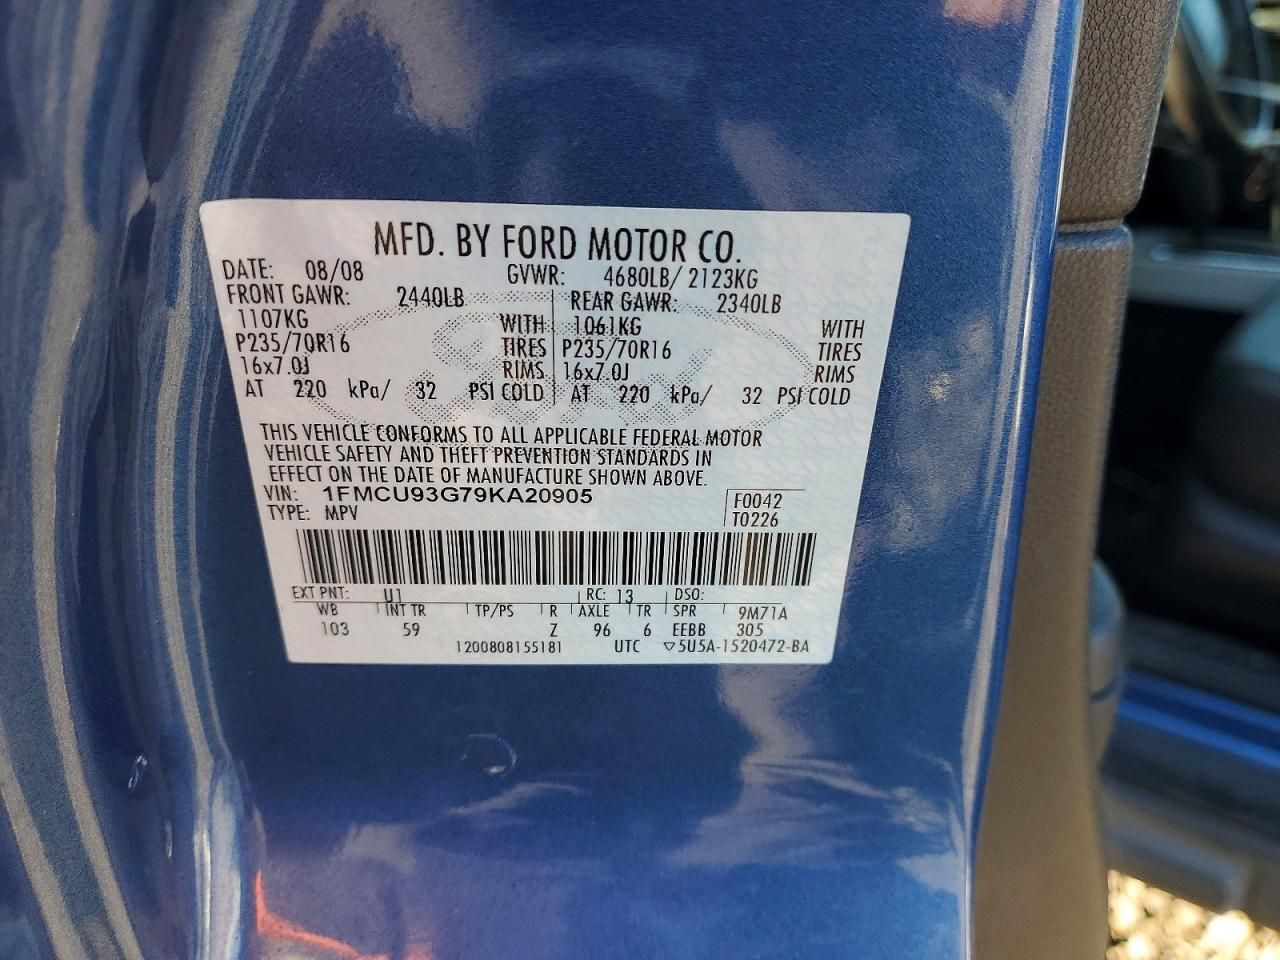 MFD. BY FORD MOTOR CO.
DATE: 08/08 GVWR: 4680LB/ 2123KG
FRONT GAWR: 2440LB REAR GAWR: 2340LB
1107KG WITH 1061KG WITH
P235/70R16 TIRES P235/70R16 TIRES
16x7.0J RIMS 16x7.0J RIMS
AT 220 kPa/ 32 PSI COLD AT 220 kPa/ 32 PSI COLD
THIS VEHICLE CONFORMS TO ALL APPLICABLE FEDERAL MOTOR
VEHICLE SAFETY AND THEFT PREVENTION STANDARDS IN
EFFECT ON THE DATE OF MANUFACTURE SHOWN ABOVE.
VIN: 1FMCU93G79KA20905 F0042
TYPE: MPV T0226
EXT PNT: U1 RC: 13 DSO:
WB INT TR TP/PS R AXLE TR SPR 9M71A
103 59 Z 96 6 EEBB 305
1200808155181 UTC ▽5U5A-1520472-BA